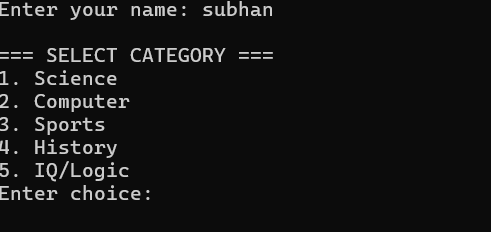 Enter your name: subhan
=== SELECT CATEGORY ===
1. Science
2. Computer
3. Sports
4. History
5. IQ/Logic
Enter choice: